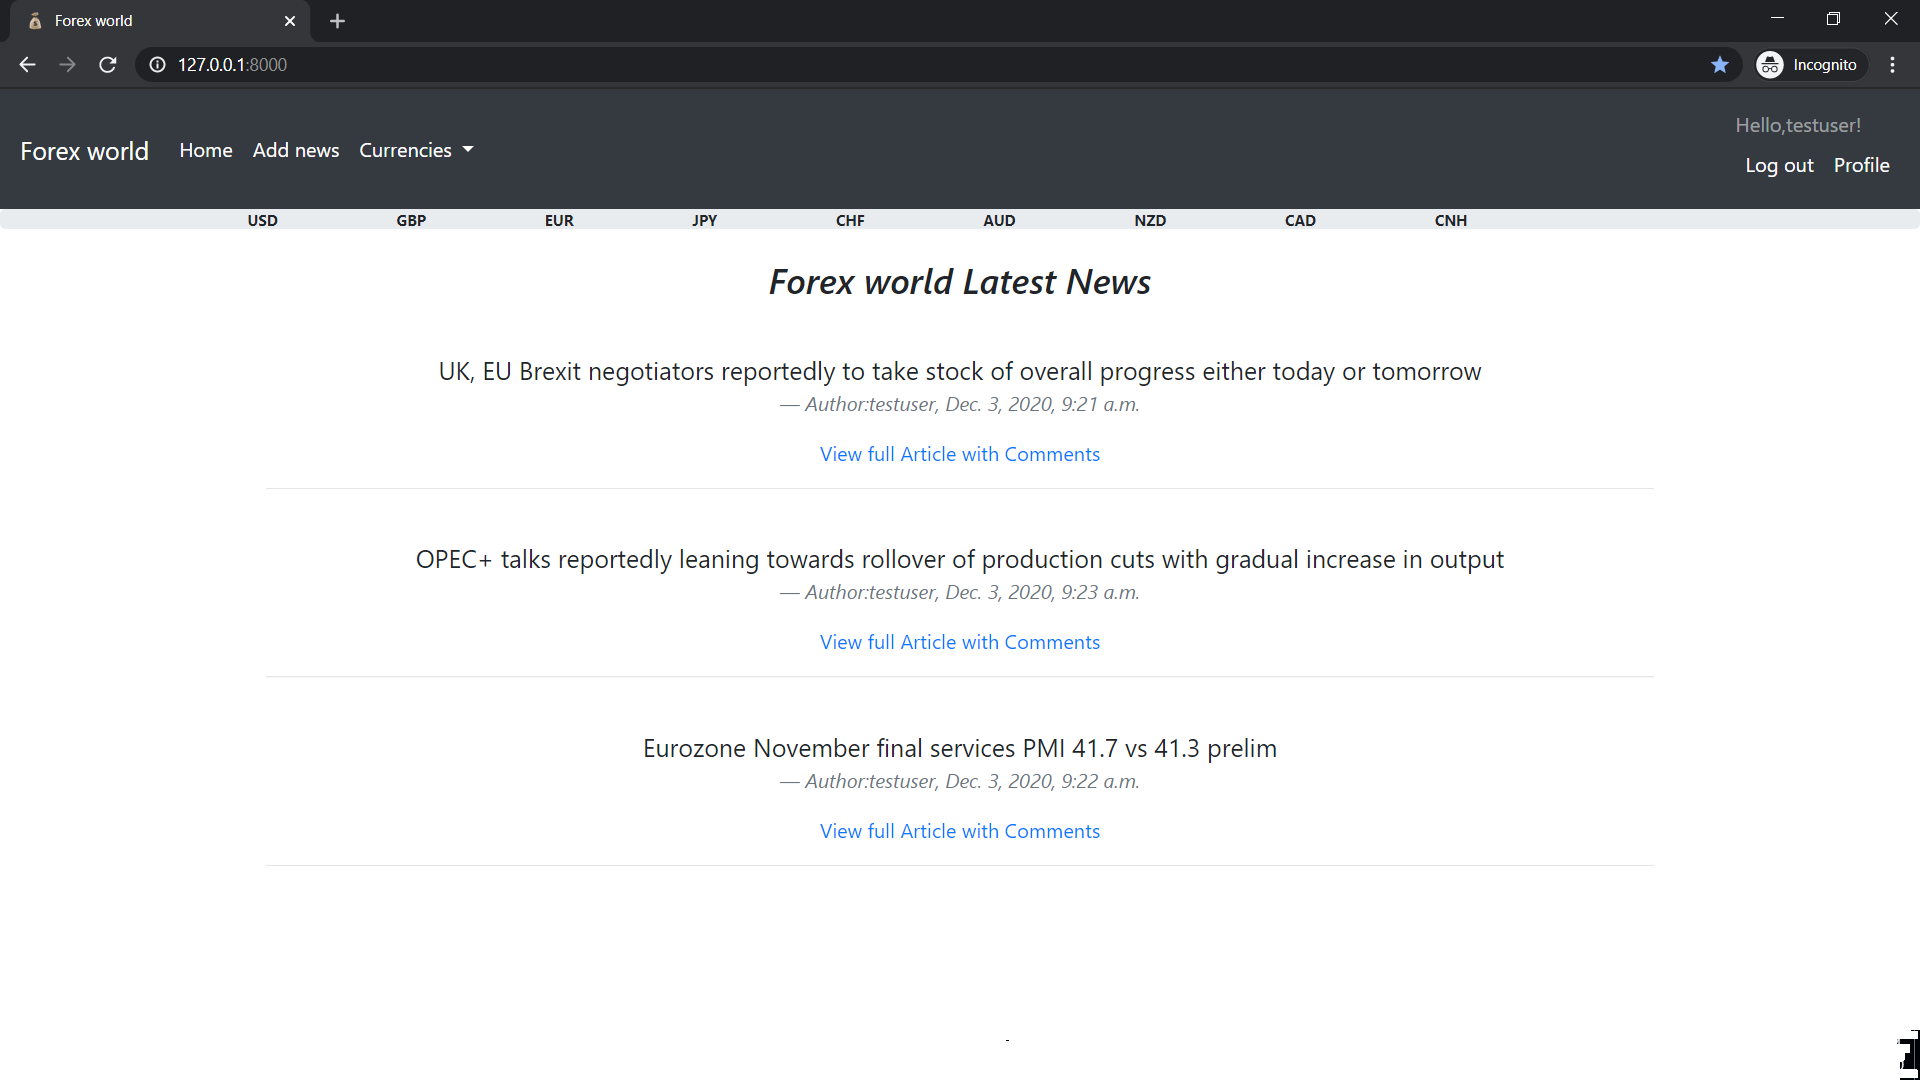 Forex world
127.0.0.1:8000
Incognito
Hello,testuser!
Forex world Home Add news Currencies
Log out Profile
USD GBP EUR JPY CHF AUD NZD CAD CNH
Forex world Latest News
UK, EU Brexit negotiators reportedly to take stock of overall progress either today or tomorrow
— Author:testuser, Dec. 3, 2020, 9:21 a.m.
View full Article with Comments
OPEC+ talks reportedly leaning towards rollover of production cuts with gradual increase in output
— Author:testuser, Dec. 3, 2020, 9:23 a.m.
View full Article with Comments
Eurozone November final services PMI 41.7 vs 41.3 prelim
— Author:testuser, Dec. 3, 2020, 9:22 a.m.
View full Article with Comments